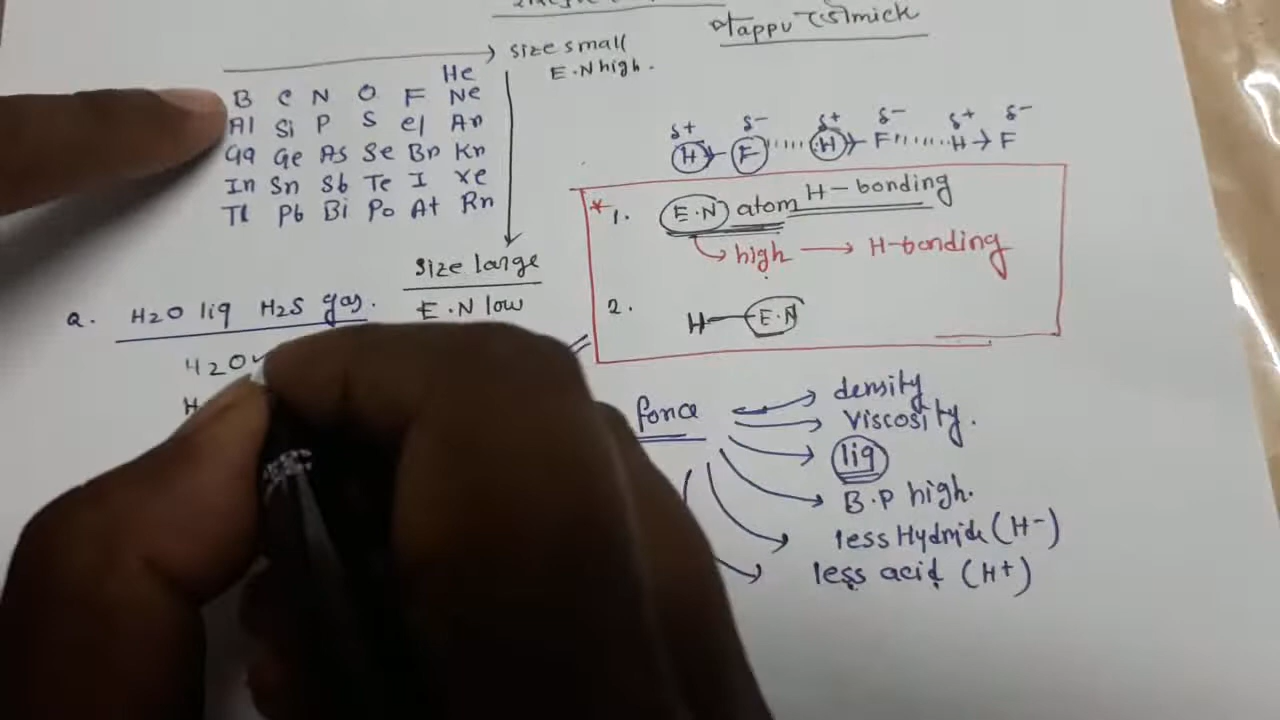 नappu টেকmick
size small
E.N high.
He
B C N O F Ne
Al Si P S Cl Ar
Ga Ge As Se Br Kr
In Sn Sb Te I Xe
Tl Pb Bi Po At Rn
size large
E.N low
δ+ δ- δ+ δ- δ+ δ-
H F H F H F
* 1. E.N atom H-bonding
high H-bonding
2. H-E.N
Q. H2O liq H2S gas.
H2O
H
force
density
viscosity.
liq
B.P high.
less Hydride (H-)
less acid (H+)